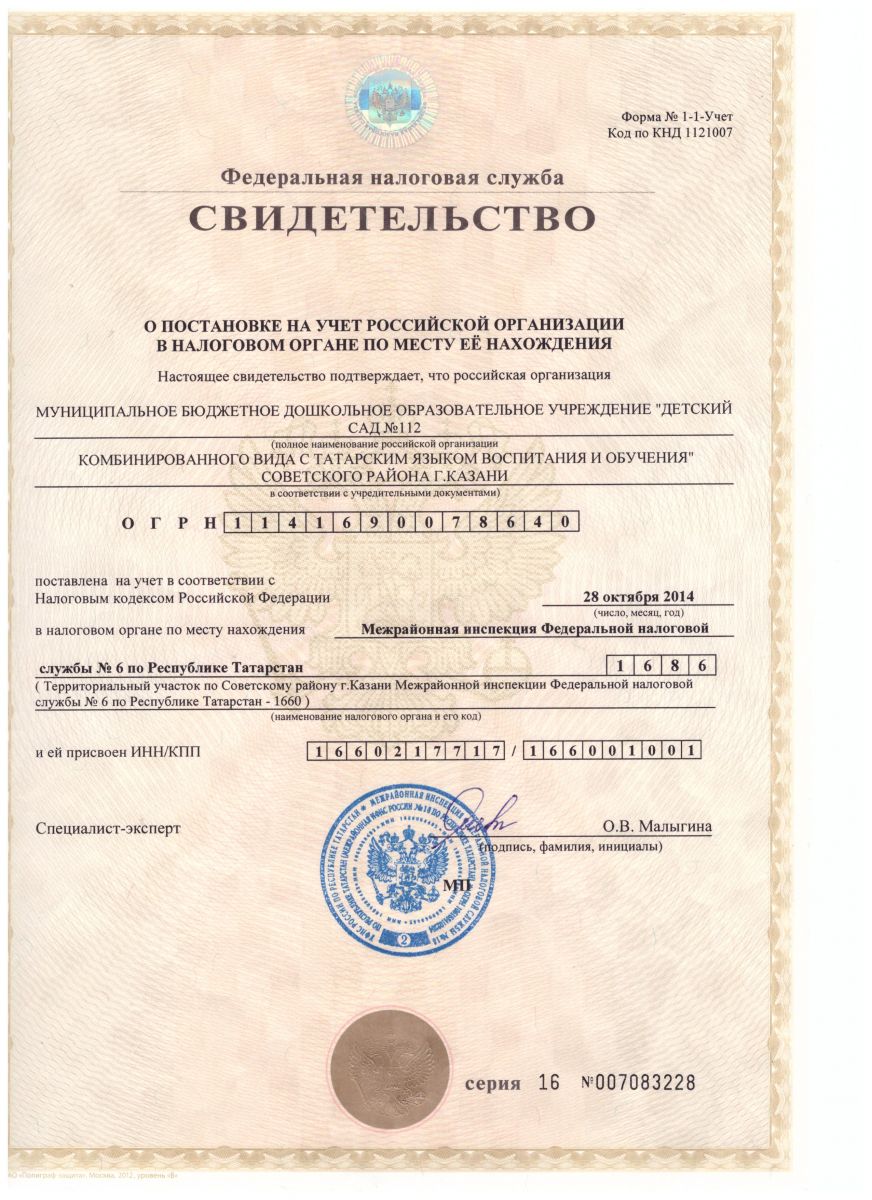 Форма № 1-1-Учет
Код по КНД 1121007
Федеральная налоговая служба
СВИДЕТЕЛЬСТВО
О ПОСТАНОВКЕ НА УЧЕТ РОССИЙСКОЙ ОРГАНИЗАЦИИ
В НАЛОГОВОМ ОРГАНЕ ПО МЕСТУ ЕЁ НАХОЖДЕНИЯ
Настоящее свидетельство подтверждает, что российская организация
МУНИЦИПАЛЬНОЕ БЮДЖЕТНОЕ ДОШКОЛЬНОЕ ОБРАЗОВАТЕЛЬНОЕ УЧРЕЖДЕНИЕ "ДЕТСКИЙ
САД №112
(полное наименование российской организации
КОМБИНИРОВАННОГО ВИДА С ТАТАРСКИМ ЯЗЫКОМ ВОСПИТАНИЯ И ОБУЧЕНИЯ"
СОВЕТСКОГО РАЙОНА Г.КАЗАНИ
в соответствии с учредительными документами)
О Г Р Н 1 1 4 1 6 9 0 0 7 8 6 4 0
поставлена на учет в соответствии с
Налоговым кодексом Российской Федерации 28 октября 2014
(число, месяц, год)
в налоговом органе по месту нахождения Межрайонная инспекция Федеральной налоговой
службы № 6 по Республике Татарстан 1 6 8 6
( Территориальный участок по Советскому району г.Казани Межрайонной инспекции Федеральной налоговой
службы № 6 по Республике Татарстан - 1660 )
(наименование налогового органа и его код)
и ей присвоен ИНН/КПП 1 6 6 0 2 1 7 7 1 7 / 1 6 6 0 0 1 0 0 1
Специалист-эксперт О.В. Малыгина
(подпись, фамилия, инициалы)
МП
2
серия 16 №007083228
АО «Полиграф-защита», Москва, 2012, уровень «В»